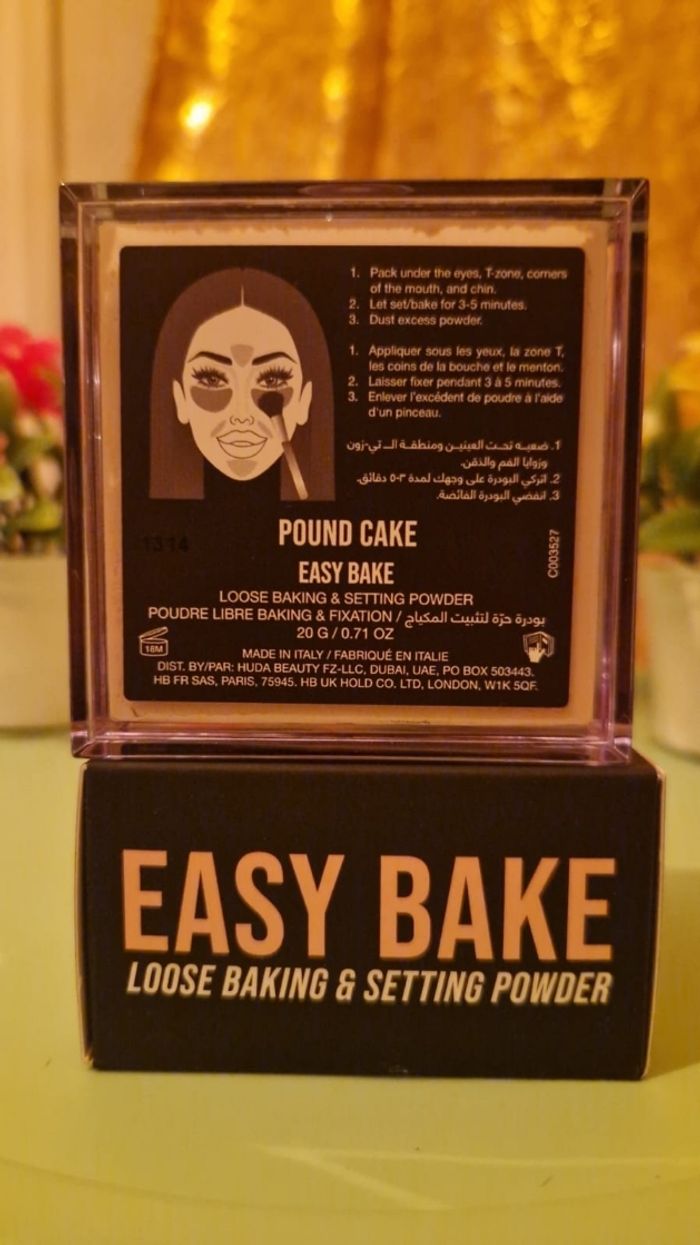 1. Pack under the eyes, T-zone, corners
of the mouth, and chin.
2. Let set/bake for 3-5 minutes.
3. Dust excess powder.
1. Appliquer sous les yeux, la zone T,
les coins de la bouche et le menton.
2. Laisser fixer pendant 3 à 5 minutes.
3. Enlever l'excédent de poudre à l'aide
d'un pinceau.
1. ضعيه تحت العينين ومنطقة الـ تي-زون
وزوايا الفم والذقن.
2. اتركي البودرة على وجهك لمدة ٣-٥ دقائق.
3. انفضي البودرة الفائضة.
1314
POUND CAKE
C003527
EASY BAKE
LOOSE BAKING & SETTING POWDER
POUDRE LIBRE BAKING & FIXATION / بودرة حرّة لتثبيت المكياج
20 G / 0.71 OZ
18M
MADE IN ITALY / FABRIQUÉ EN ITALIE
DIST. BY/PAR: HUDA BEAUTY FZ-LLC, DUBAI, UAE, PO BOX 503443.
HB FR SAS, PARIS, 75945. HB UK HOLD CO. LTD, LONDON, W1K 5QF.
EASY BAKE
LOOSE BAKING & SETTING POWDER